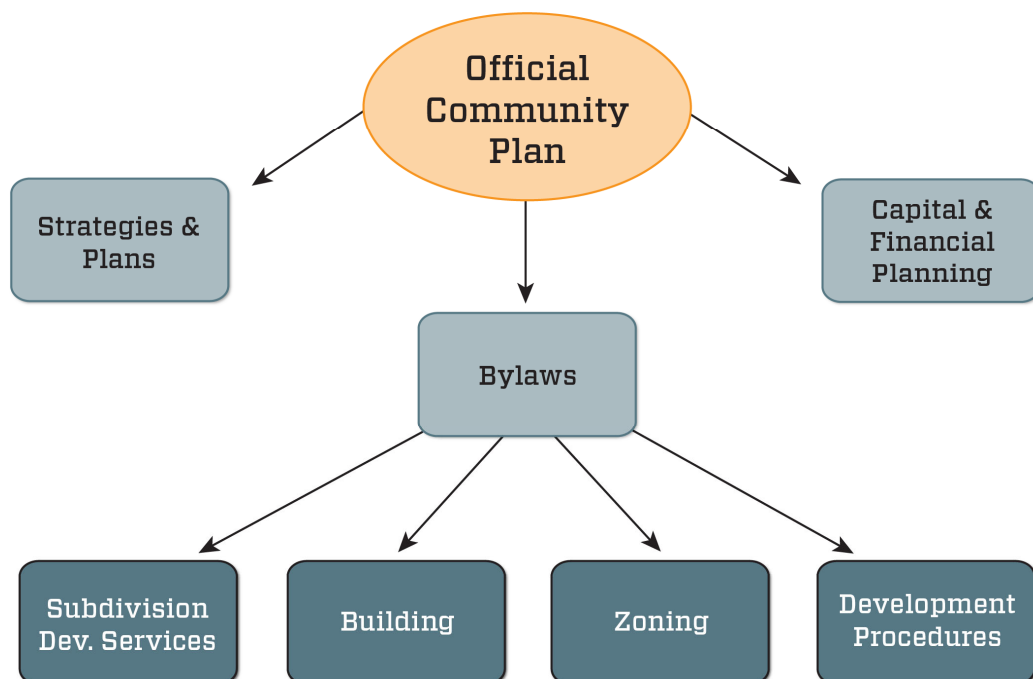 Official
Community
Plan
Strategies &
Plans
Capital &
Financial
Planning
Bylaws
Subdivision
Dev. Services
Building
Zoning
Development
Procedures